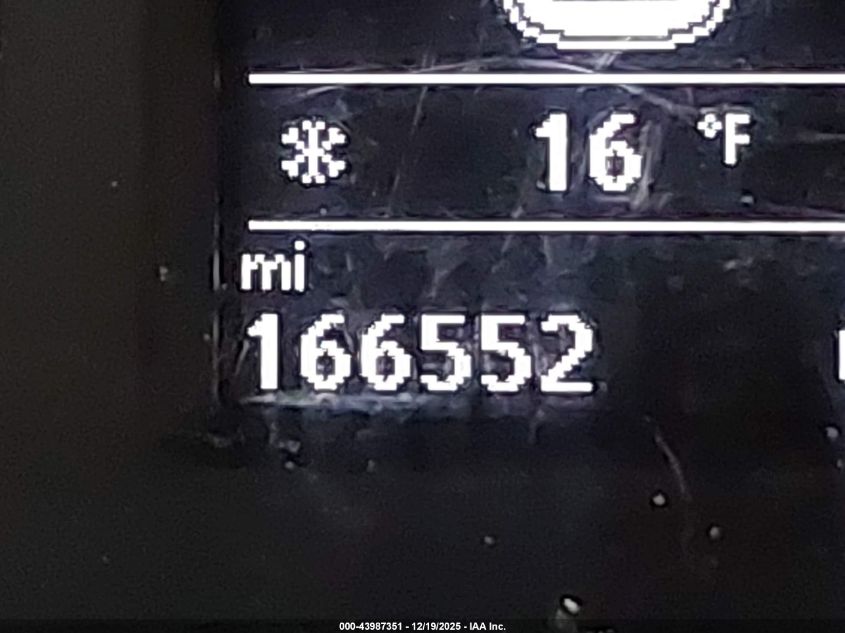 16 °F
mi
166552
000-43987351 - 12/19/2025 - IAA Inc.